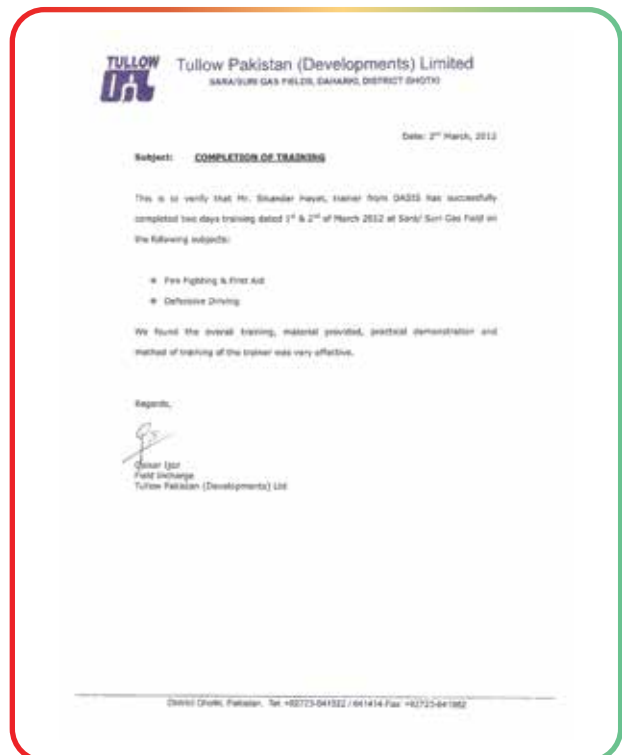 TULLOW
Oil
Tullow Pakistan (Developments) Limited
SARA/SURI GAS FIELDS, DAHARKI, DISTRICT GHOTKI
Date: 2nd March, 2012
Subject: COMPLETION OF TRAINING
This is to verify that Mr. Sikandar Hayat, trainer from OASIS has successfully
completed two days training dated 1st & 2nd of March 2012 at Sara/ Suri Gas Field on
the following subjects:
Fire Fighting & First Aid
Defensive Driving
We found the overall training, material provided, practical demonstration and
method of training of the trainer was very effective.
Regards,
Field Incharge
Tullow Pakistan (Developments) Ltd
District Ghotki, Pakistan. Tel: Fax: